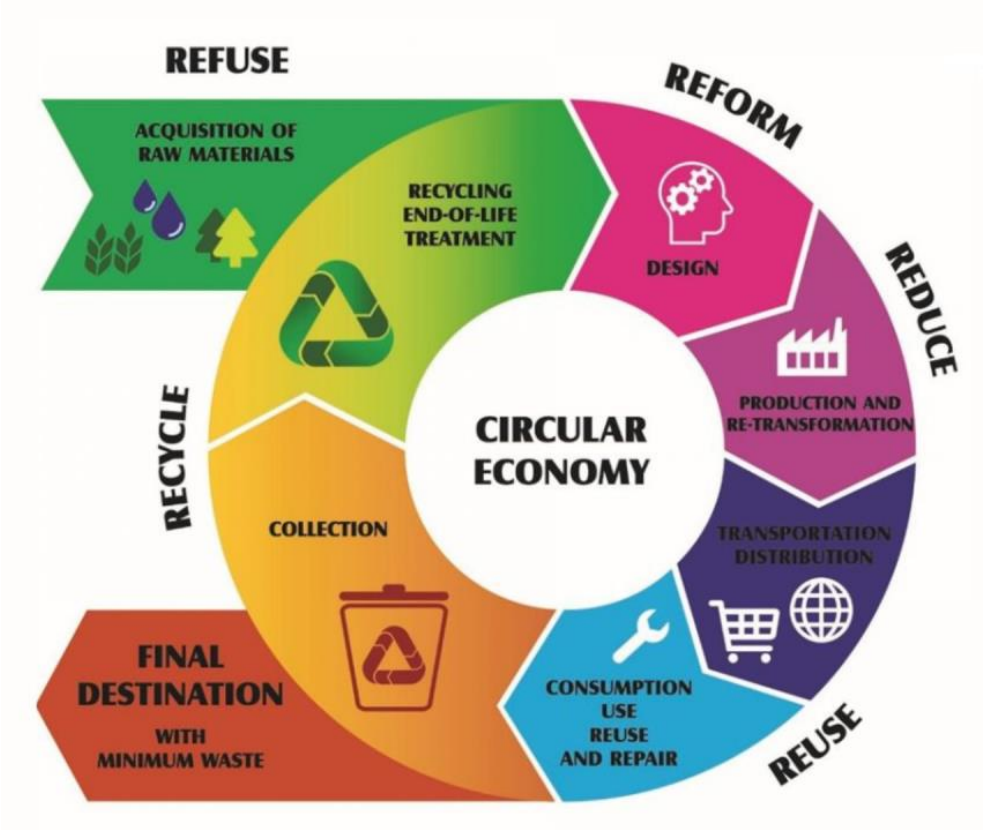 REFUSE
ACQUISITION OF
RAW MATERIALS
RECYCLING
END-OF-LIFE
TREATMENT
REFORM
DESIGN
REDUCE
PRODUCTION AND
RE-TRANSFORMATION
TRANSPORTATION
DISTRIBUTION
REUSE
CONSUMPTION
USE
REUSE
AND REPAIR
RECYCLE
COLLECTION
FINAL
DESTINATION
WITH
MINIMUM WASTE
CIRCULAR
ECONOMY